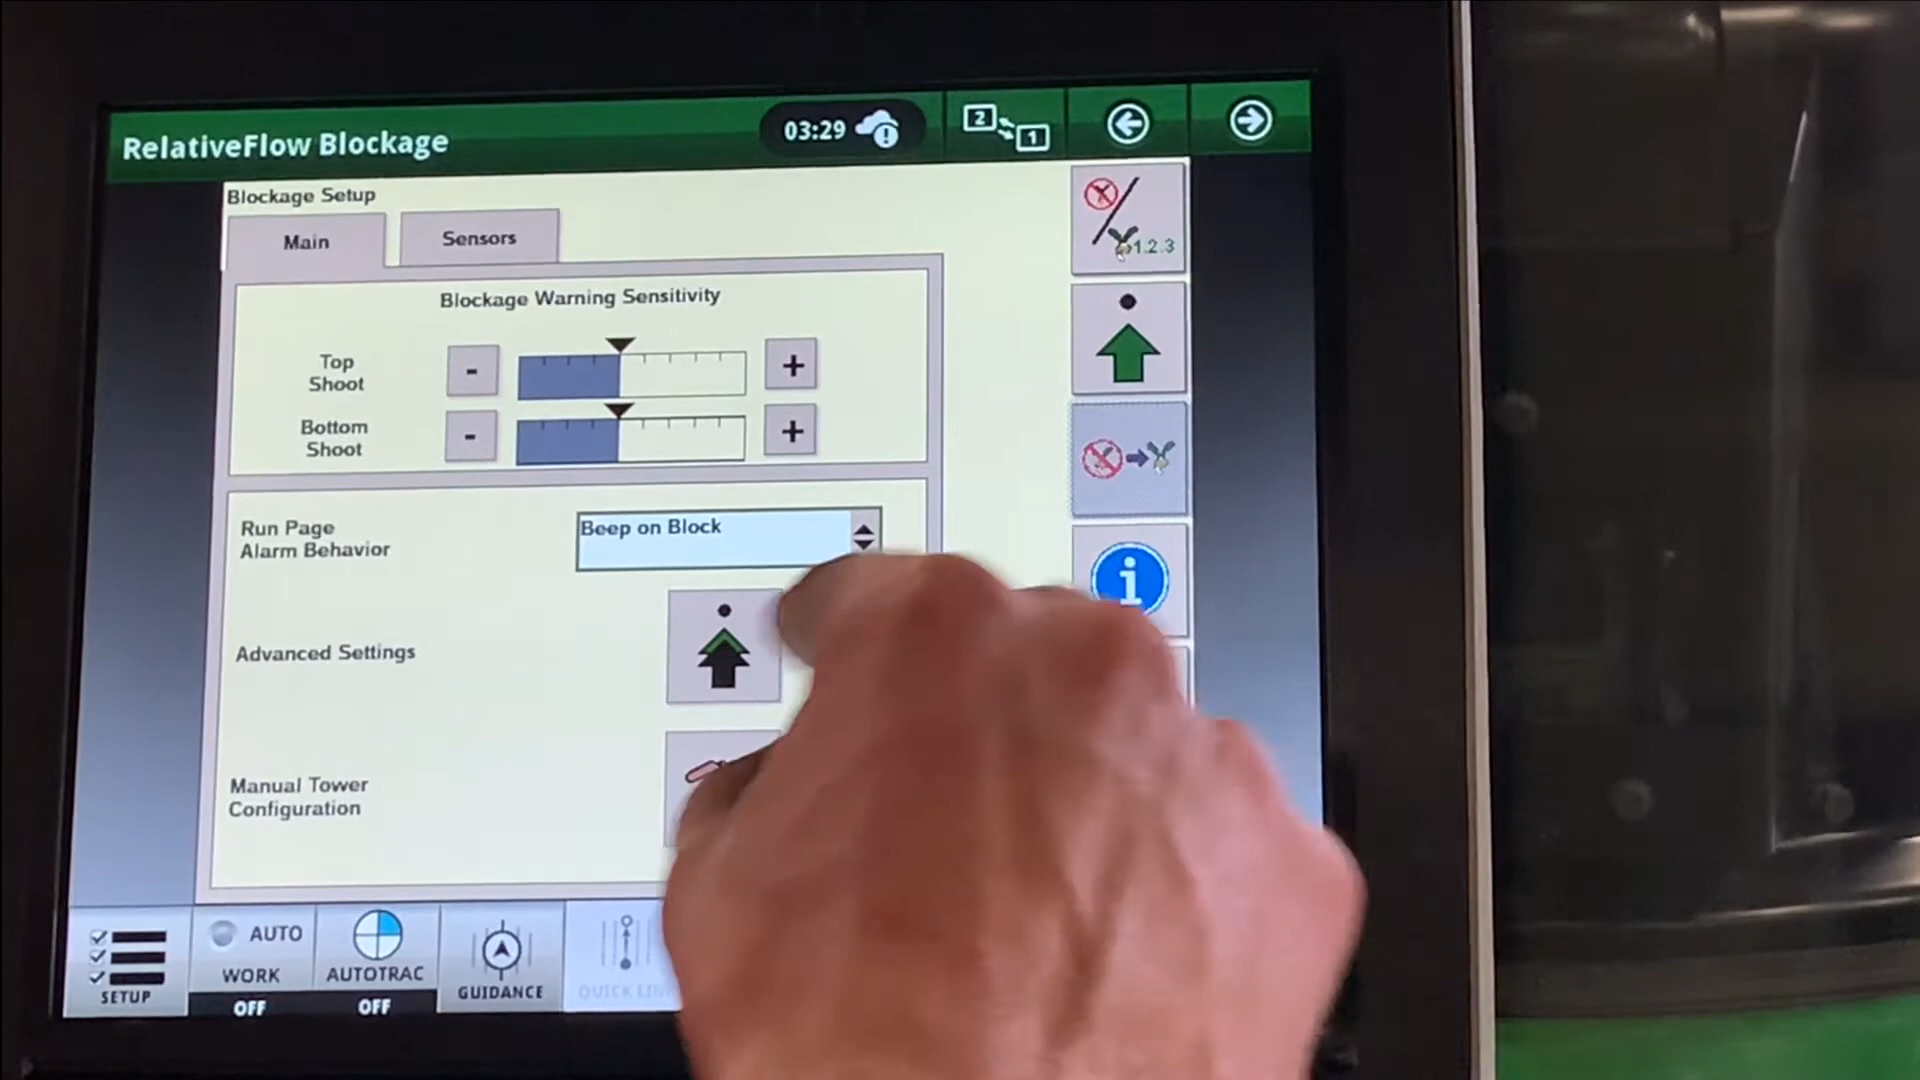 RelativeFlow Blockage
03:29
2
1
Blockage Setup
Main
Sensors
1.2.3
Blockage Warning Sensitivity
Top
Shoot
-
+
Bottom
Shoot
-
+
Run Page
Alarm Behavior
Beep on Block
Advanced Settings
Manual Tower
Configuration
SETUP
AUTO
WORK
OFF
AUTOTRAC
OFF
GUIDANCE
QUICK